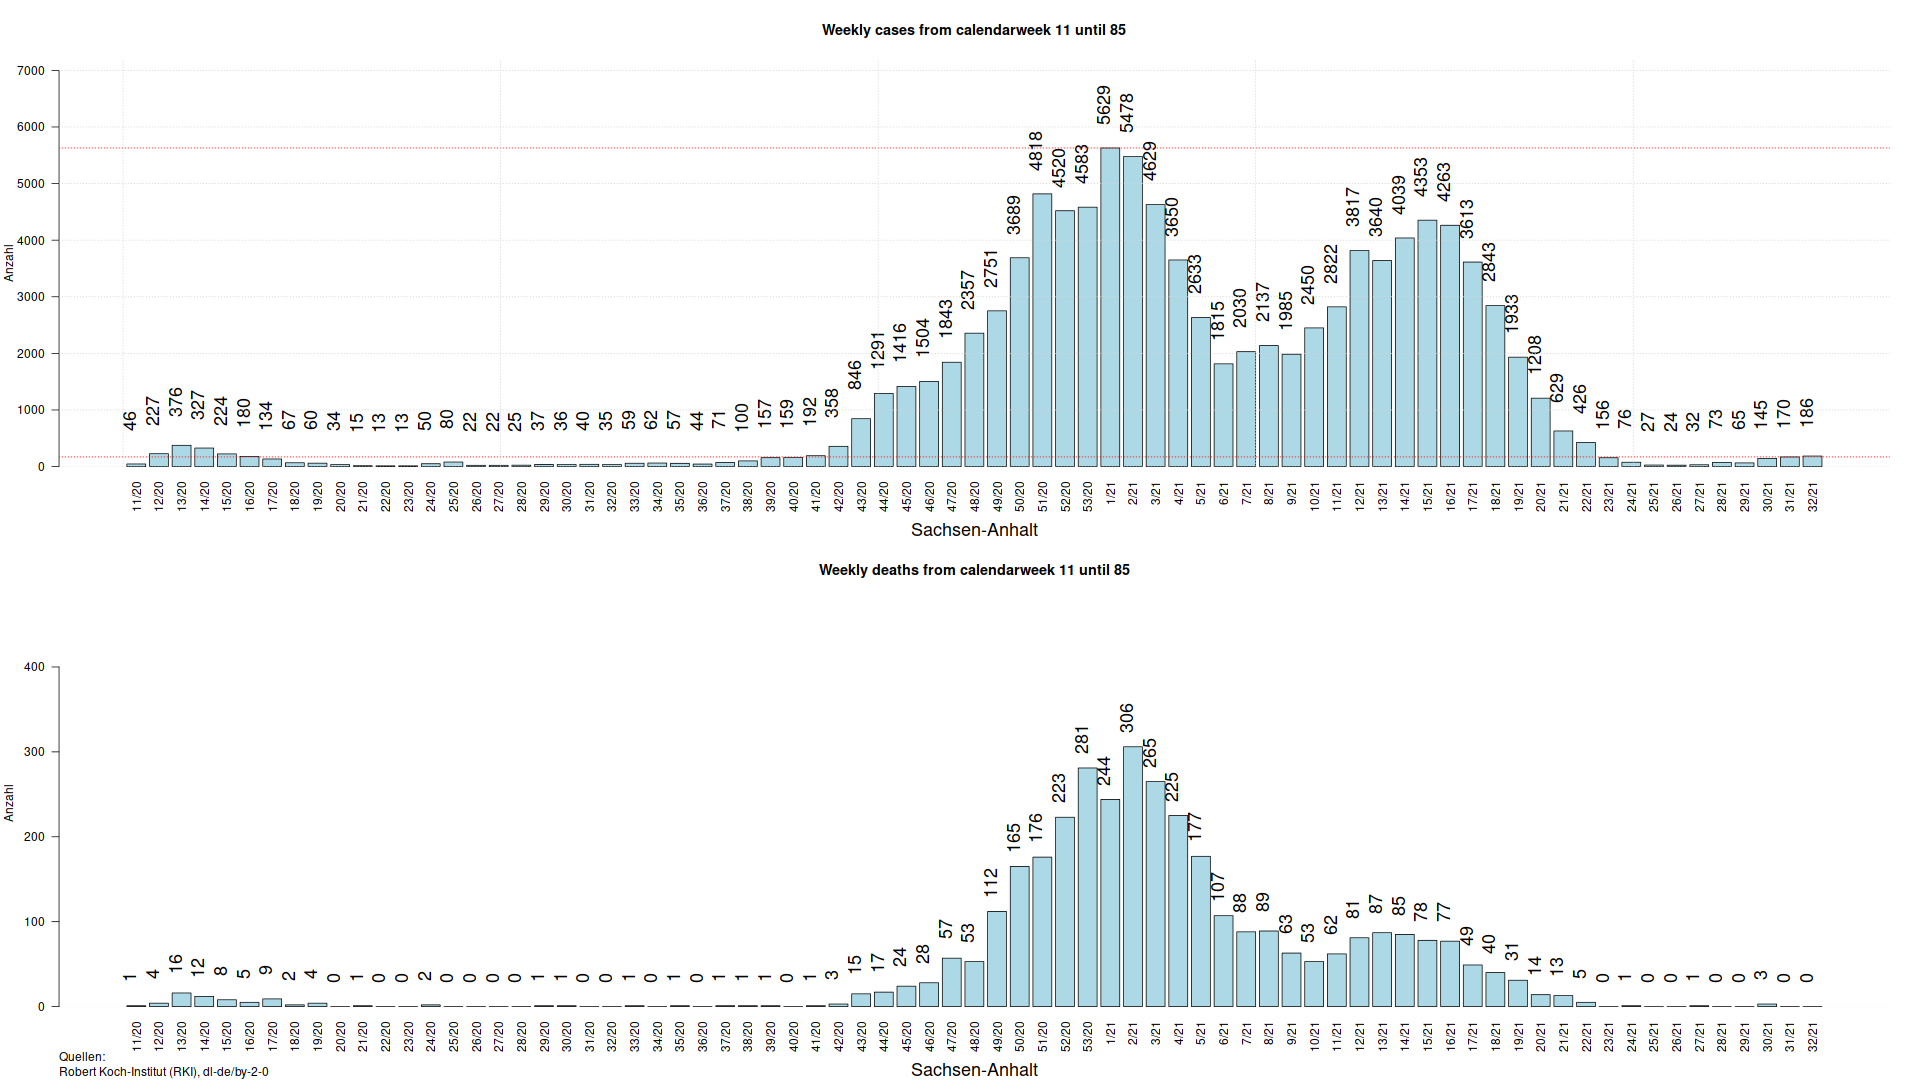 Weekly cases from calendarweek 11 until 85
7000
6000
5000
4000
3000
2000
1000
0
Anzahl
46 227 376 327 224 180 134 67 60 34 15 13 13 50 80 22 22 25 37 36 40 35 59 62 57 44 71 100 157 159 192 358 846 1291 1416 1504 1843 2357 2751 3689 4818 4520 4583 5629 5478 4629 3650 2633 1815 2030 2137 1985 2450 2822 3817 3640 4039 4353 4263 3613 2843 1933 1208 629 426 156 76 27 24 32 73 65 145 170 186
11/20 12/20 13/20 14/20 15/20 16/20 17/20 18/20 19/20 20/20 21/20 22/20 23/20 24/20 25/20 26/20 27/20 28/20 29/20 30/20 31/20 32/20 33/20 34/20 35/20 36/20 37/20 38/20 39/20 40/20 41/20 42/20 43/20 44/20 45/20 46/20 47/20 48/20 49/20 50/20 51/20 52/20 53/20 1/21 2/21 3/21 4/21 5/21 6/21 7/21 8/21 9/21 10/21 11/21 12/21 13/21 14/21 15/21 16/21 17/21 18/21 19/21 20/21 21/21 22/21 23/21 24/21 25/21 26/21 27/21 28/21 29/21 30/21 31/21 32/21
Sachsen-Anhalt
Weekly deaths from calendarweek 11 until 85
400
300
200
100
0
Anzahl
1 4 16 12 8 5 9 2 4 0 1 0 0 2 0 0 0 0 1 1 0 0 1 0 1 0 1 1 1 0 1 3 15 17 24 28 57 53 112 165 176 223 281 244 306 265 225 177 107 88 89 63 53 62 81 87 85 78 77 49 40 31 14 13 5 0 1 0 0 1 0 0 3 0 0
11/20 12/20 13/20 14/20 15/20 16/20 17/20 18/20 19/20 20/20 21/20 22/20 23/20 24/20 25/20 26/20 27/20 28/20 29/20 30/20 31/20 32/20 33/20 34/20 35/20 36/20 37/20 38/20 39/20 40/20 41/20 42/20 43/20 44/20 45/20 46/20 47/20 48/20 49/20 50/20 51/20 52/20 53/20 1/21 2/21 3/21 4/21 5/21 6/21 7/21 8/21 9/21 10/21 11/21 12/21 13/21 14/21 15/21 16/21 17/21 18/21 19/21 20/21 21/21 22/21 23/21 24/21 25/21 26/21 27/21 28/21 29/21 30/21 31/21 32/21
Sachsen-Anhalt
Quellen:
Robert Koch-Institut (RKI), dl-de/by-2-0